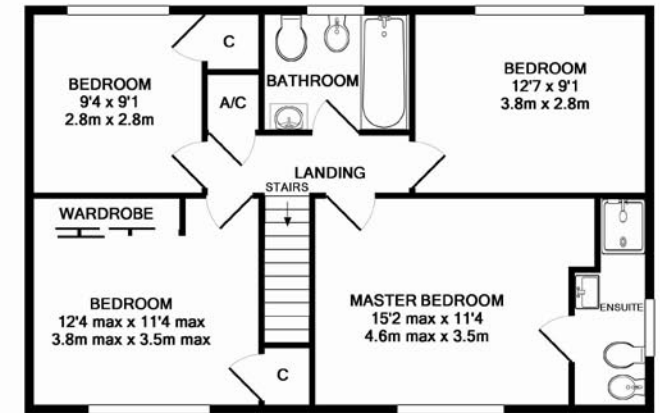 BEDROOM
9'4 x 9'1
2.8m x 2.8m
C
A/C
BATHROOM
BEDROOM
12'7 x 9'1
3.8m x 2.8m
LANDING
STAIRS
WARDROBE
BEDROOM
12'4 max x 11'4 max
3.8m max x 3.5m max
C
MASTER BEDROOM
15'2 max x 11'4
4.6m max x 3.5m
ENSUITE